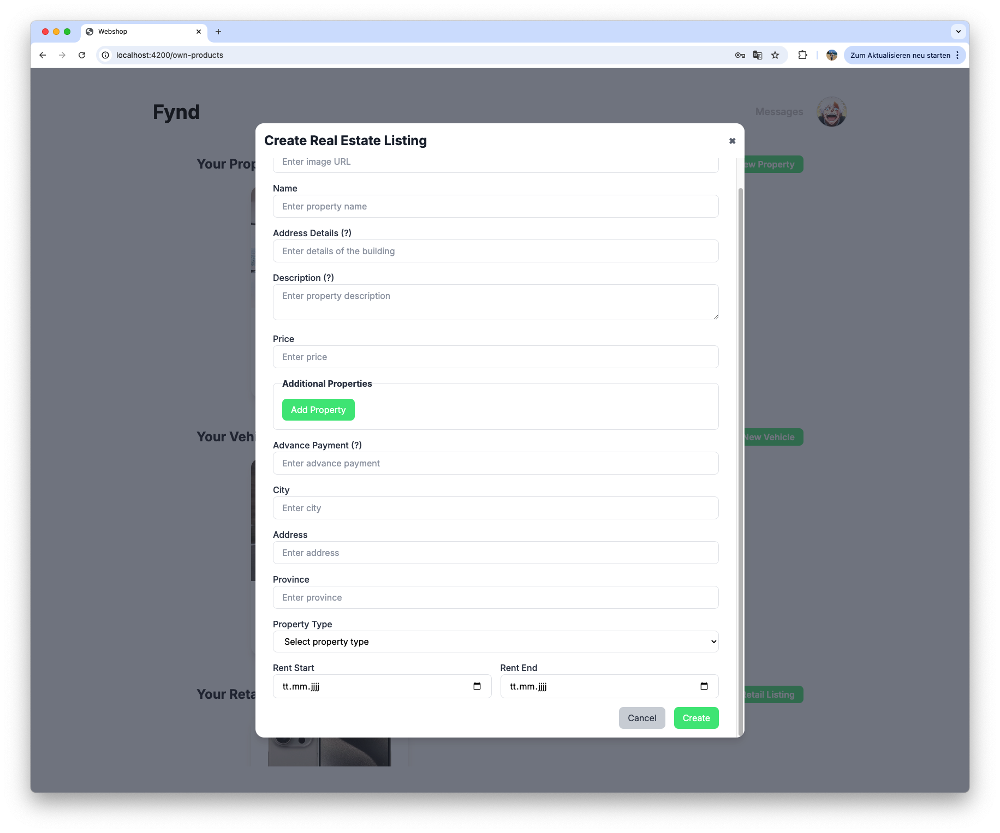 Webshop
localhost:4200/own-products
Zum Aktualisieren neu starten
Fynd
Messages
Create Real Estate Listing
Your Prop
ew Property
Enter image URL
Name
Enter property name
Address Details (?)
Enter details of the building
Description (?)
Enter property description
Price
Enter price
Additional Properties
Add Property
Your Vehi
New Vehicle
Advance Payment (?)
Enter advance payment
City
Enter city
Address
Enter address
Province
Enter province
Property Type
Select property type
Rent Start
Rent End
tt.mm.jjjj
tt.mm.jjjj
Your Reta
etail Listing
Cancel
Create